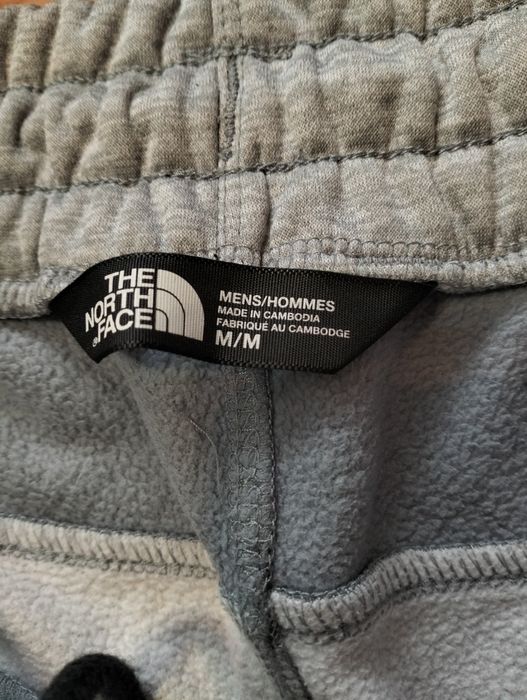 THE
NORTH
FACE
MENS/HOMMES
MADE IN CAMBODIA
FABRIQUÉ AU CAMBODGE
M/M